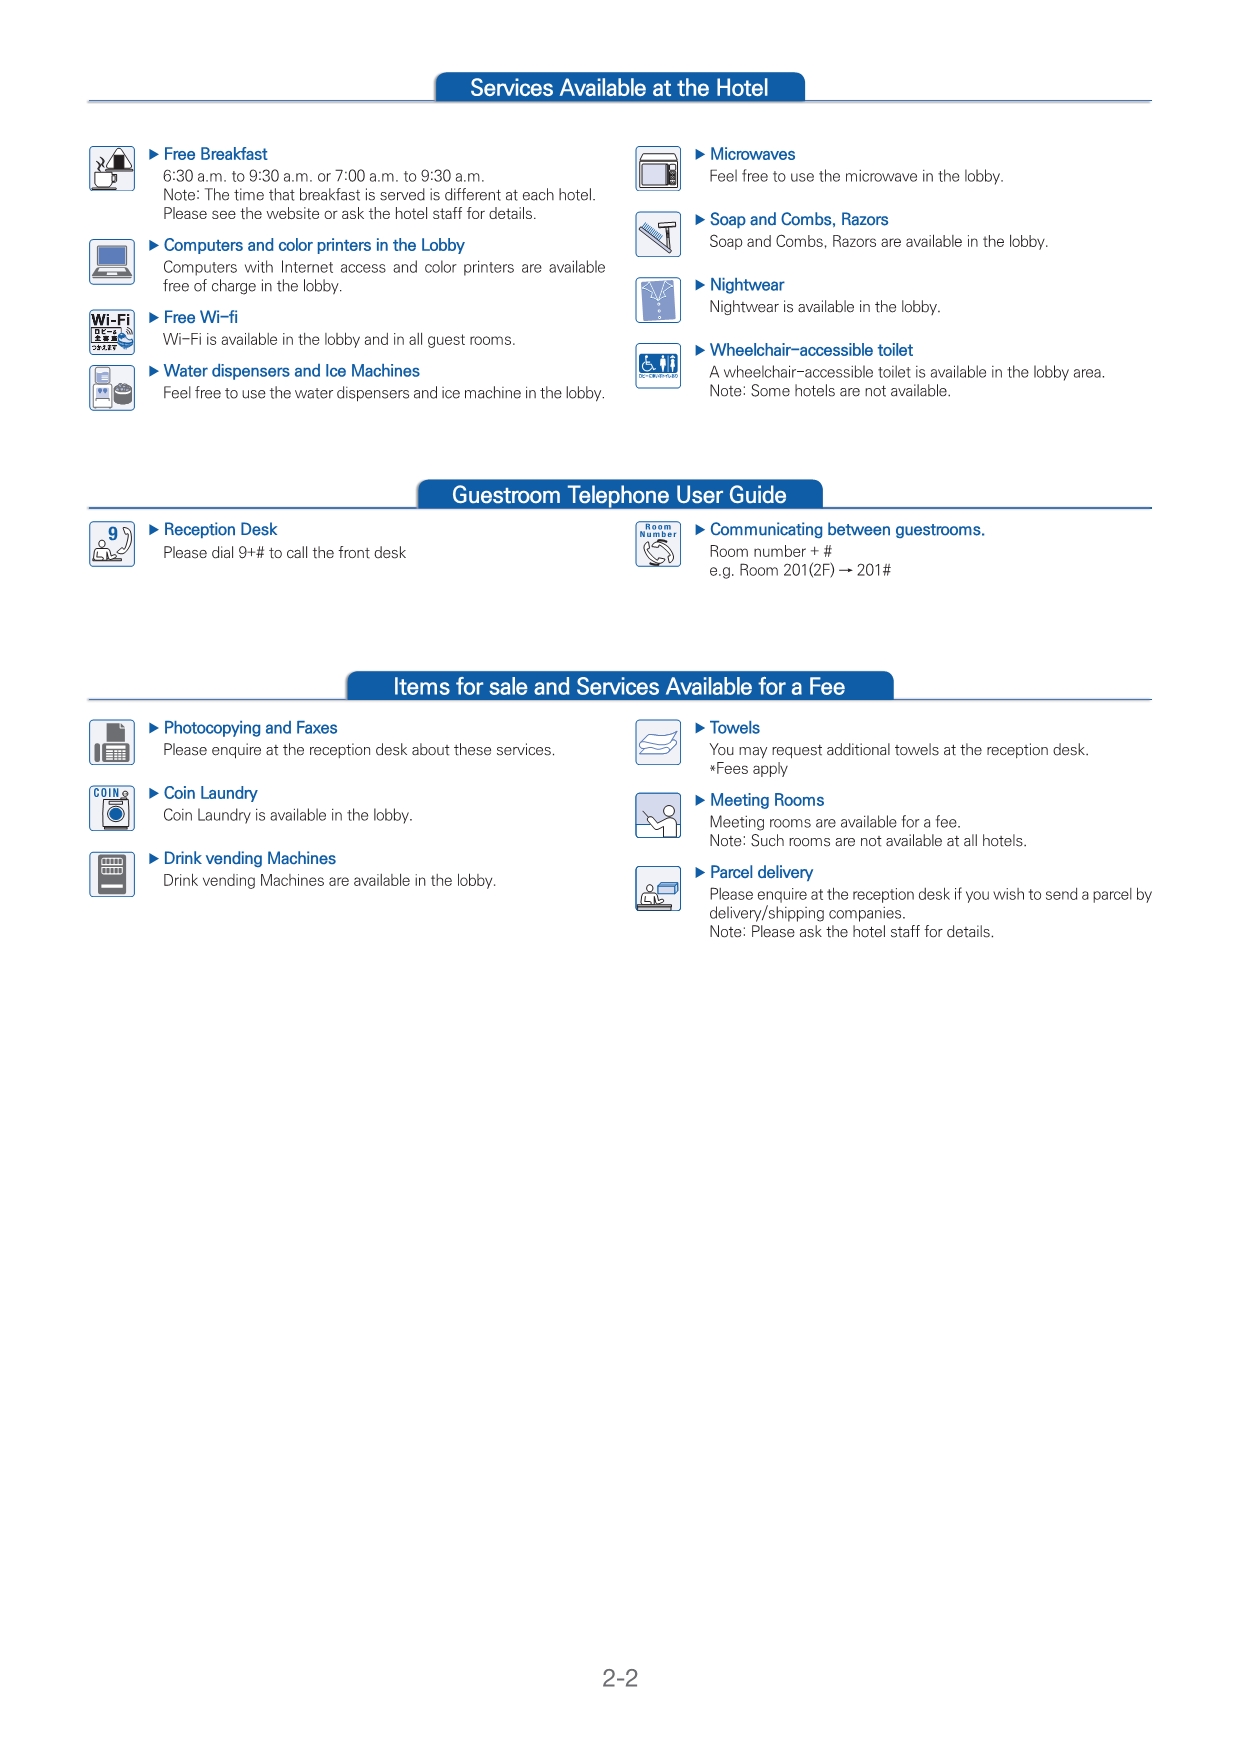 Services Available at the Hotel
▶ Free Breakfast
6:30 a.m. to 9:30 a.m. or 7:00 a.m. to 9:30 a.m.
Note: The time that breakfast is served is different at each hotel.
Please see the website or ask the hotel staff for details.
▶ Computers and color printers in the Lobby
Computers with Internet access and color printers are available
free of charge in the lobby.
Wi-Fi
ロビー&
全客室
つかえます
▶ Free Wi-fi
Wi-Fi is available in the lobby and in all guest rooms.
▶ Water dispensers and Ice Machines
Feel free to use the water dispensers and ice machine in the lobby.
▶ Microwaves
Feel free to use the microwave in the lobby.
▶ Soap and Combs, Razors
Soap and Combs, Razors are available in the lobby.
▶ Nightwear
Nightwear is available in the lobby.
▶ Wheelchair-accessible toilet
A wheelchair-accessible toilet is available in the lobby area.
Note: Some hotels are not available.
Guestroom Telephone User Guide
9
▶ Reception Desk
Please dial 9+# to call the front desk
Room
Number
▶ Communicating between guestrooms.
Room number + #
e.g. Room 201(2F) → 201#
Items for sale and Services Available for a Fee
▶ Photocopying and Faxes
Please enquire at the reception desk about these services.
COIN
▶ Coin Laundry
Coin Laundry is available in the lobby.
▶ Drink vending Machines
Drink vending Machines are available in the lobby.
▶ Towels
You may request additional towels at the reception desk.
*Fees apply
▶ Meeting Rooms
Meeting rooms are available for a fee.
Note: Such rooms are not available at all hotels.
▶ Parcel delivery
Please enquire at the reception desk if you wish to send a parcel by
delivery/shipping companies.
Note: Please ask the hotel staff for details.
2-2